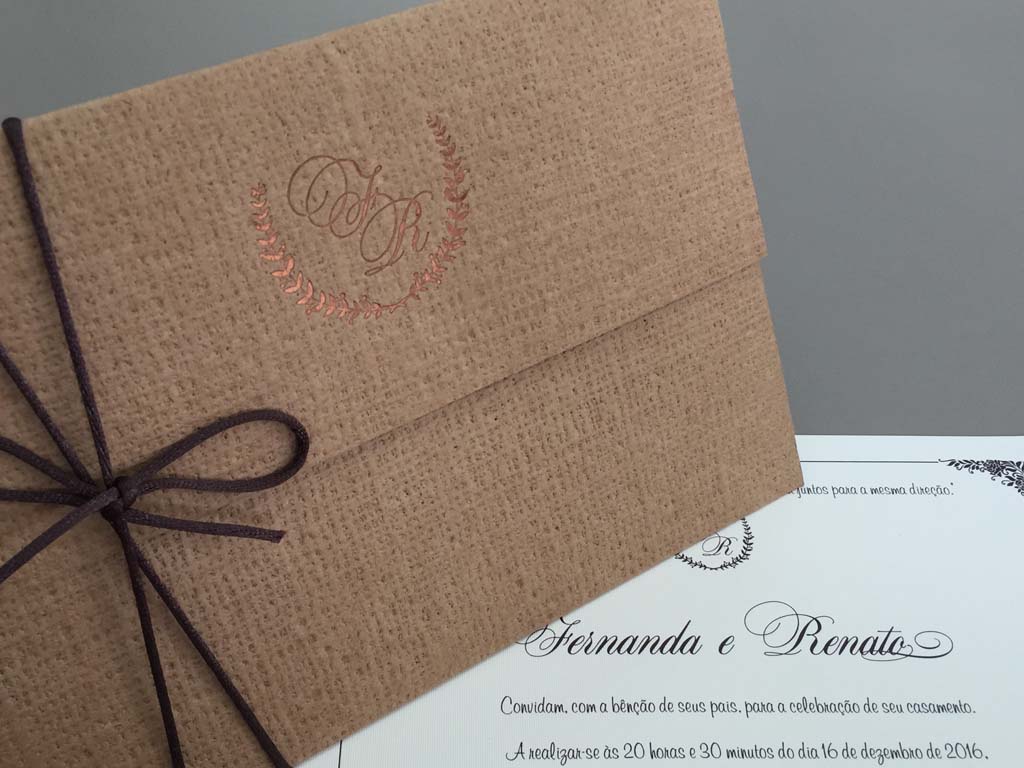 FR
juntos para a mesma direção."
R
Fernanda e Renato
Convidam, com a bênção de seus pais, para a celebração de seu casamento.
A realizar-se às 20 horas e 30 minutos do dia 16 de dezembro de 2016,